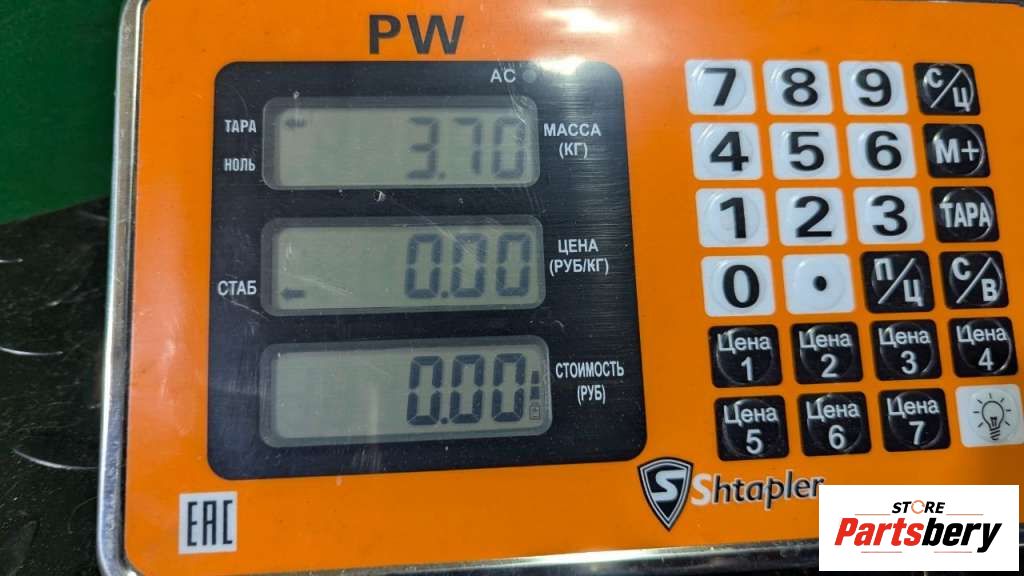 PW
AC
ТАРА
НОЛЬ
3.70
МАССА
(КГ)
СТАБ
0.00
ЦЕНА
(РУБ/КГ)
0.00
СТОИМОСТЬ
(РУБ)
7 8 9 С/Ц
4 5 6 М+
1 2 3 ТАРА
0 . П/Ц С/В
Цена 1 Цена 2 Цена 3 Цена 4
Цена 5 Цена 6 Цена 7
EAC
S Shtapler
STORE
Partsbery